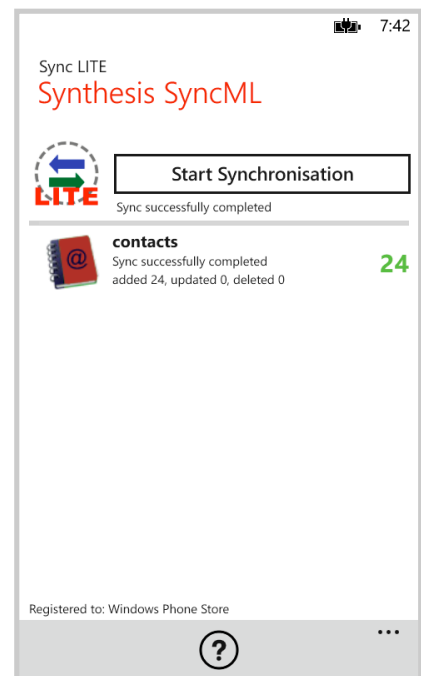 7:42
Sync LITE
Synthesis SyncML
LITE
Start Synchronisation
Sync successfully completed
@
contacts
Sync successfully completed
24
added 24, updated 0, deleted 0
Registered to: Windows Phone Store
?
...